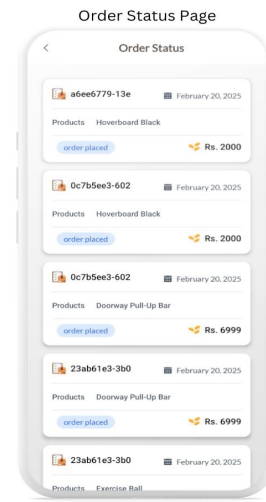 Order Status Page
< Order Status
a6ee6779-13e February 20, 2025
Products Hoverboard Black
order placed Rs. 2000
0c7b5ee3-602 February 20, 2025
Products Hoverboard Black
order placed Rs. 2000
0c7b5ee3-602 February 20, 2025
Products Doorway Pull-Up Bar
order placed Rs. 6999
23ab61e3-3b0 February 20, 2025
Products Doorway Pull-Up Bar
order placed Rs. 6999
23ab61e3-3b0 February 20, 2025
Products Exercise Ball